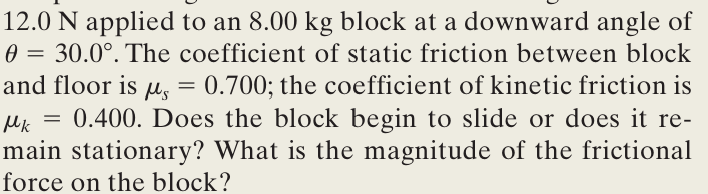 12.0 N applied to an 8.00 kg block at a downward angle of
θ = 30.0°. The coefficient of static friction between block
and floor is μₛ = 0.700; the coefficient of kinetic friction is
μₖ = 0.400. Does the block begin to slide or does it re-
main stationary? What is the magnitude of the frictional
force on the block?